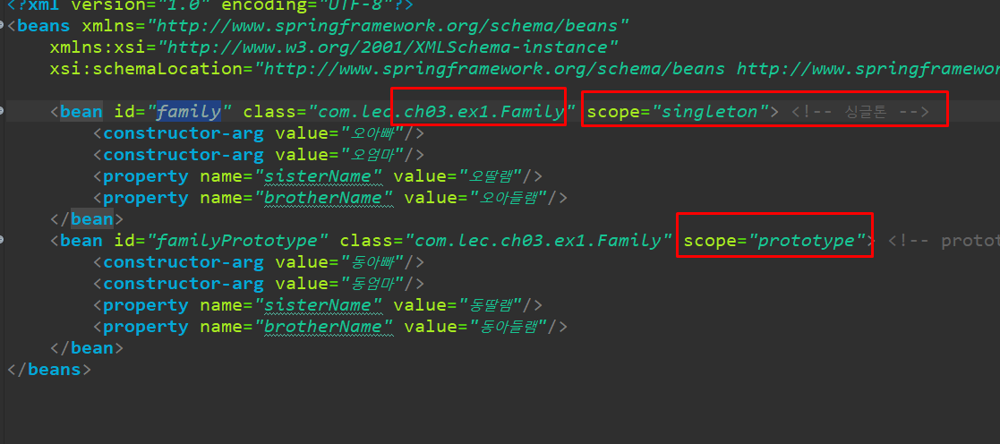 <?xml version="1.0" encoding="UTF-8"?>
<beans xmlns="http://www.springframework.org/schema/beans"
xmlns:xsi="http://www.w3.org/2001/XMLSchema-instance"
xsi:schemaLocation="http://www.springframework.org/schema/beans http://www.springframework
<bean id="family" class="com.lec.ch03.ex1.Family" scope="singleton"> <!-- 싱글톤 -->
<constructor-arg value="오아빠"/>
<constructor-arg value="오엄마"/>
<property name="sisterName" value="오딸램"/>
<property name="brotherName" value="오아들램"/>
</bean>
<bean id="familyPrototype" class="com.lec.ch03.ex1.Family" scope="prototype"> <!-- protot
<constructor-arg value="동아빠"/>
<constructor-arg value="동엄마"/>
<property name="sisterName" value="동딸램"/>
<property name="brotherName" value="동아들램"/>
</bean>
</beans>